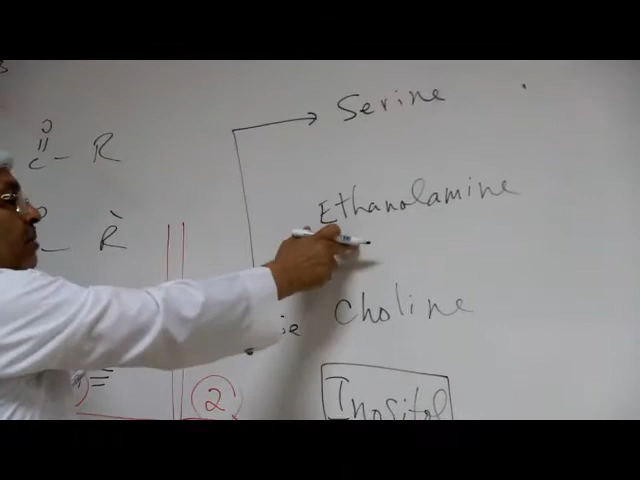 O
C - R
Serine
Ethanolamine
R
Choline
Inositol
2